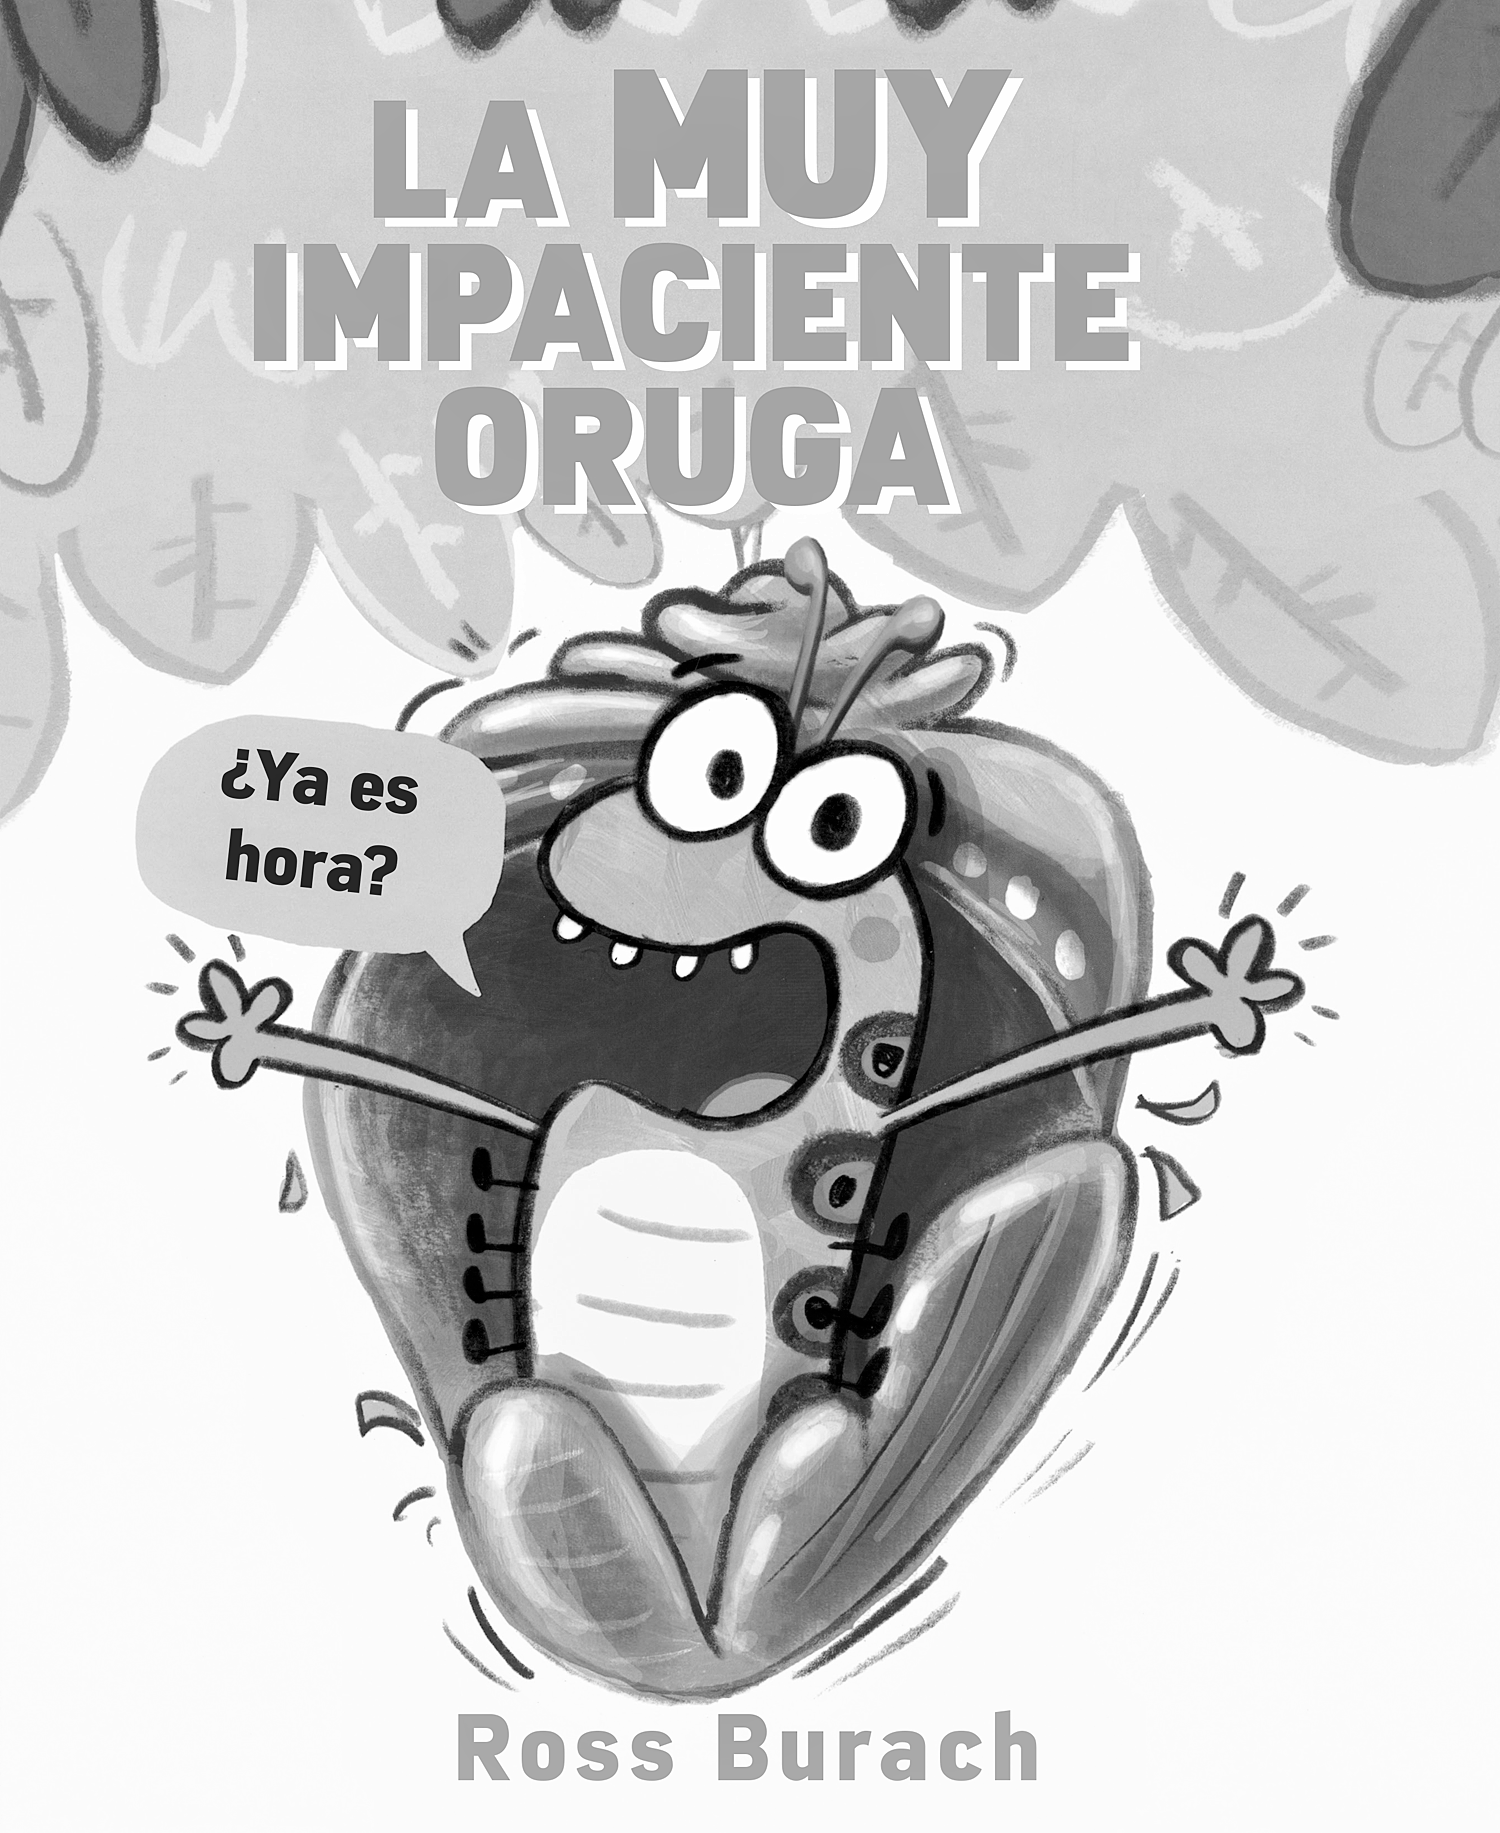 LA MUY
IMPACIENTE
ORUGA
¿Ya es
hora?
Ross Burach